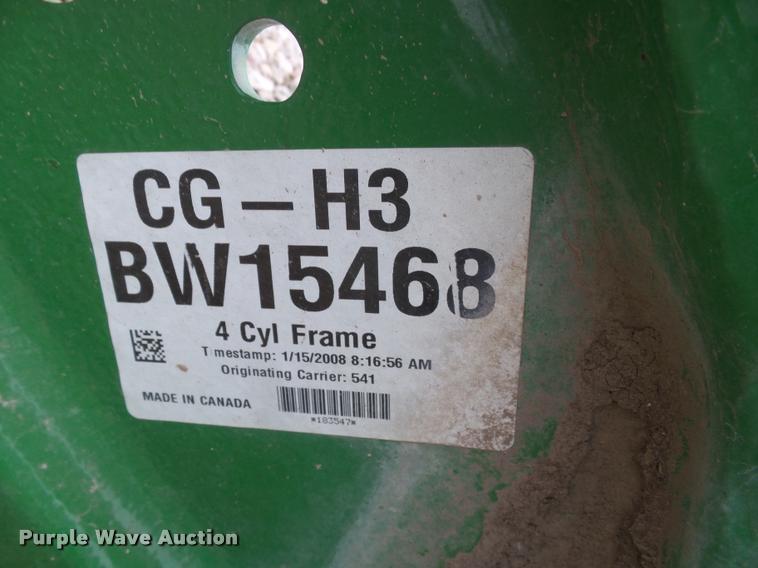 CG – H3
BW15468
4 Cyl Frame
Timestamp: 1/15/2008 8:16:56 AM
Originating Carrier: 541
MADE IN CANADA
*183547*
Purple Wave Auction®